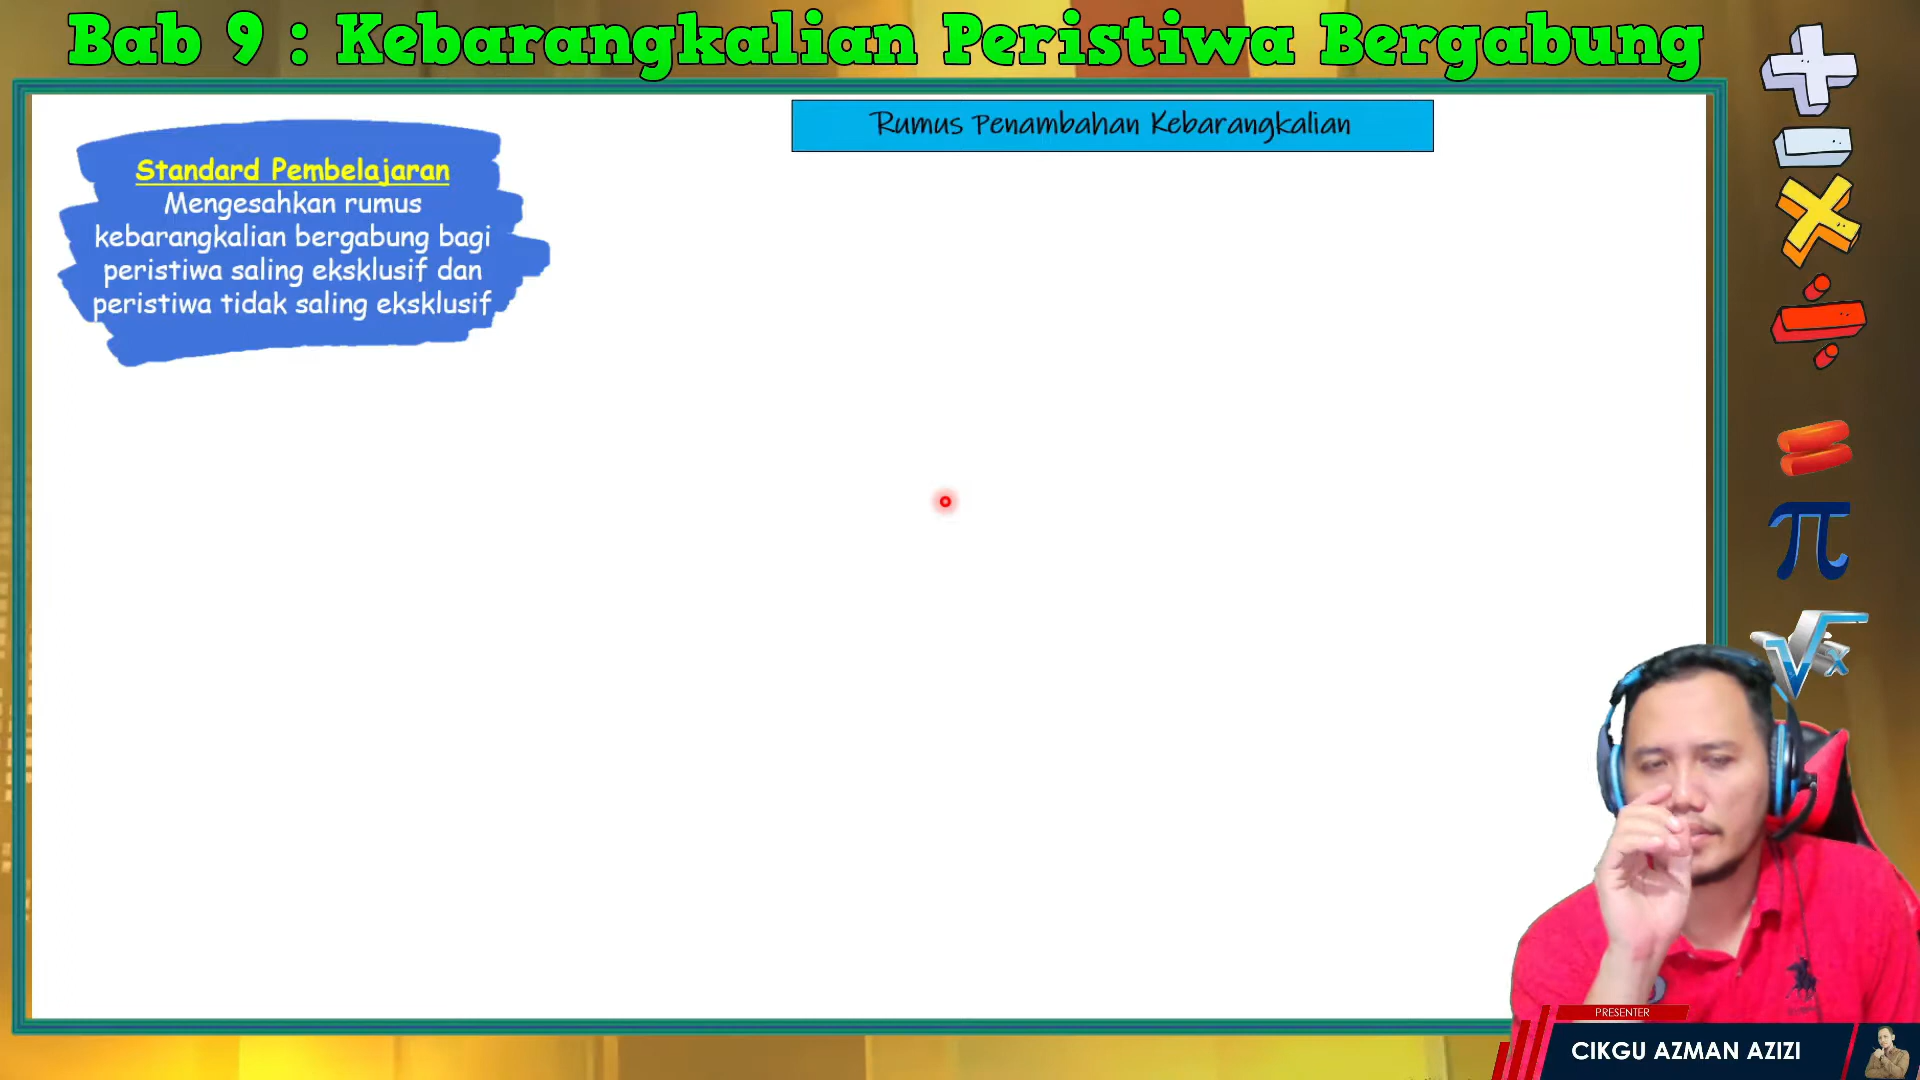 Bab 9 : Kebarangkalian Peristiwa Bergabung
Rumus Penambahan Kebarangkalian
Standard Pembelajaran
Mengesahkan rumus
kebarangkalian bergabung bagi
peristiwa saling eksklusif dan
peristiwa tidak saling eksklusif
PRESENTER
CIKGU AZMAN AZIZI